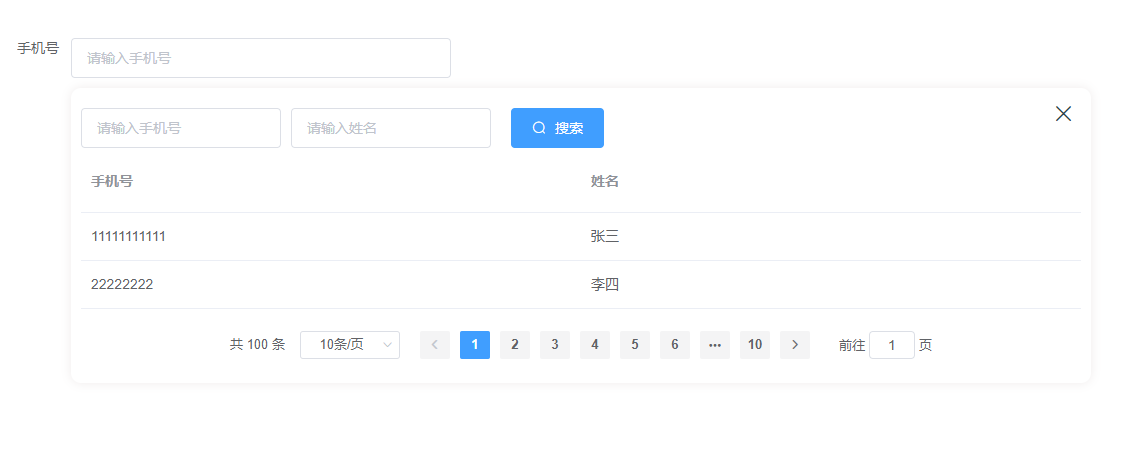 手机号 请输入手机号
请输入手机号 请输入姓名 搜索
手机号 姓名
11111111111 张三
22222222 李四
共 100 条 10条/页 1 2 3 4 5 6 ••• 10 前往 1 页